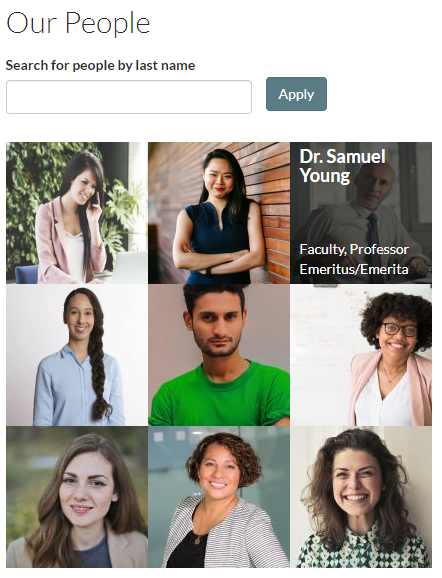 Our People
Search for people by last name
Apply
Dr. Samuel
Young
Faculty, Professor
Emeritus/Emerita